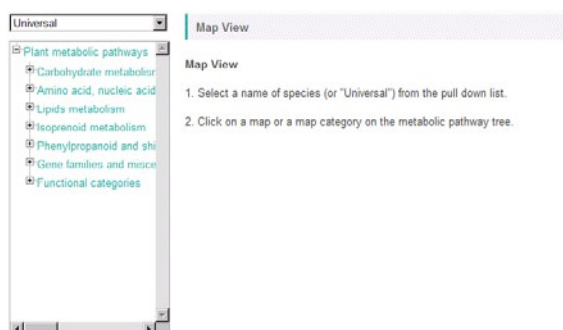 Universal
Plant metabolic pathways
Carbohydrate metabolisr
Amino acid, nucleic acid
Lipids metabolism
Isoprenoid metabolism
Phenylpropanoid and shi
Gene families and misce
Functional categories
Map View
Map View
1. Select a name of species (or "Universal") from the pull down list.
2. Click on a map or a map category on the metabolic pathway tree.